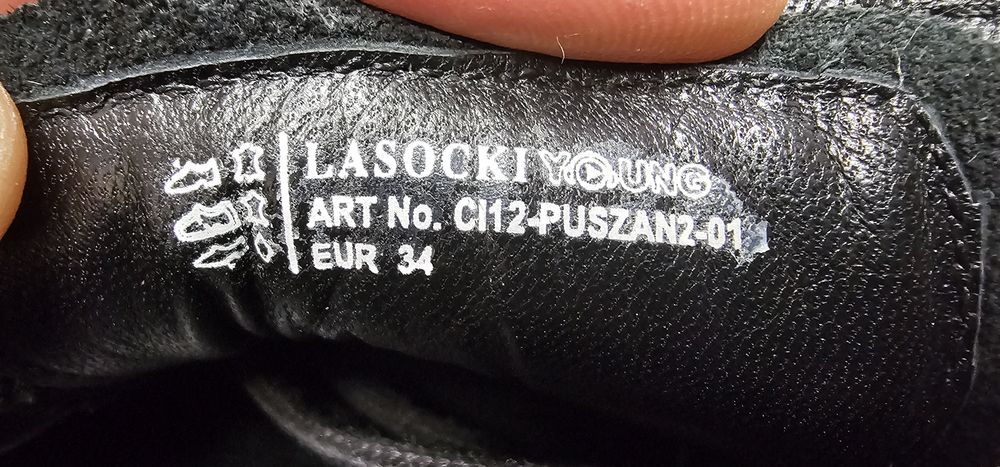 LASOCKI YOUNG
ART No. CI12-PUSZAN2-01
EUR 34